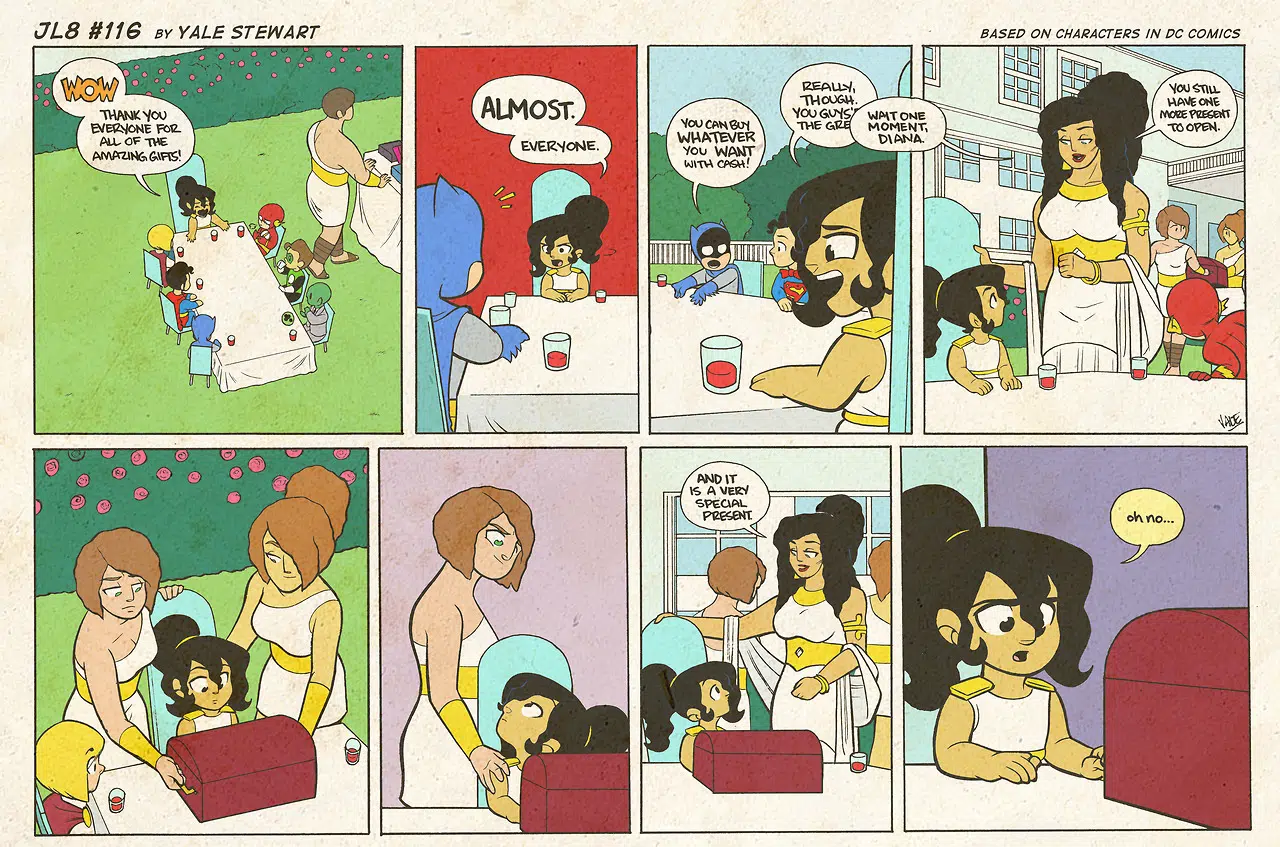 JL8 #116 BY YALE STEWART
BASED ON CHARACTERS IN DC COMICS
WOW
THANK YOU
EVERYONE FOR
ALL OF THE
AMAZING GIFTS!
ALMOST.
EVERYONE.
YOU CAN BUY
WHATEVER
YOU WANT
WITH CASH!
REALLY,
THOUGH.
YOU GUYS
THE GRE
WAIT ONE
MOMENT,
DIANA.
YOU STILL
HAVE ONE
MORE PRESENT
TO OPEN.
YALE
AND IT
IS A VERY
SPECIAL
PRESENT.
oh no...